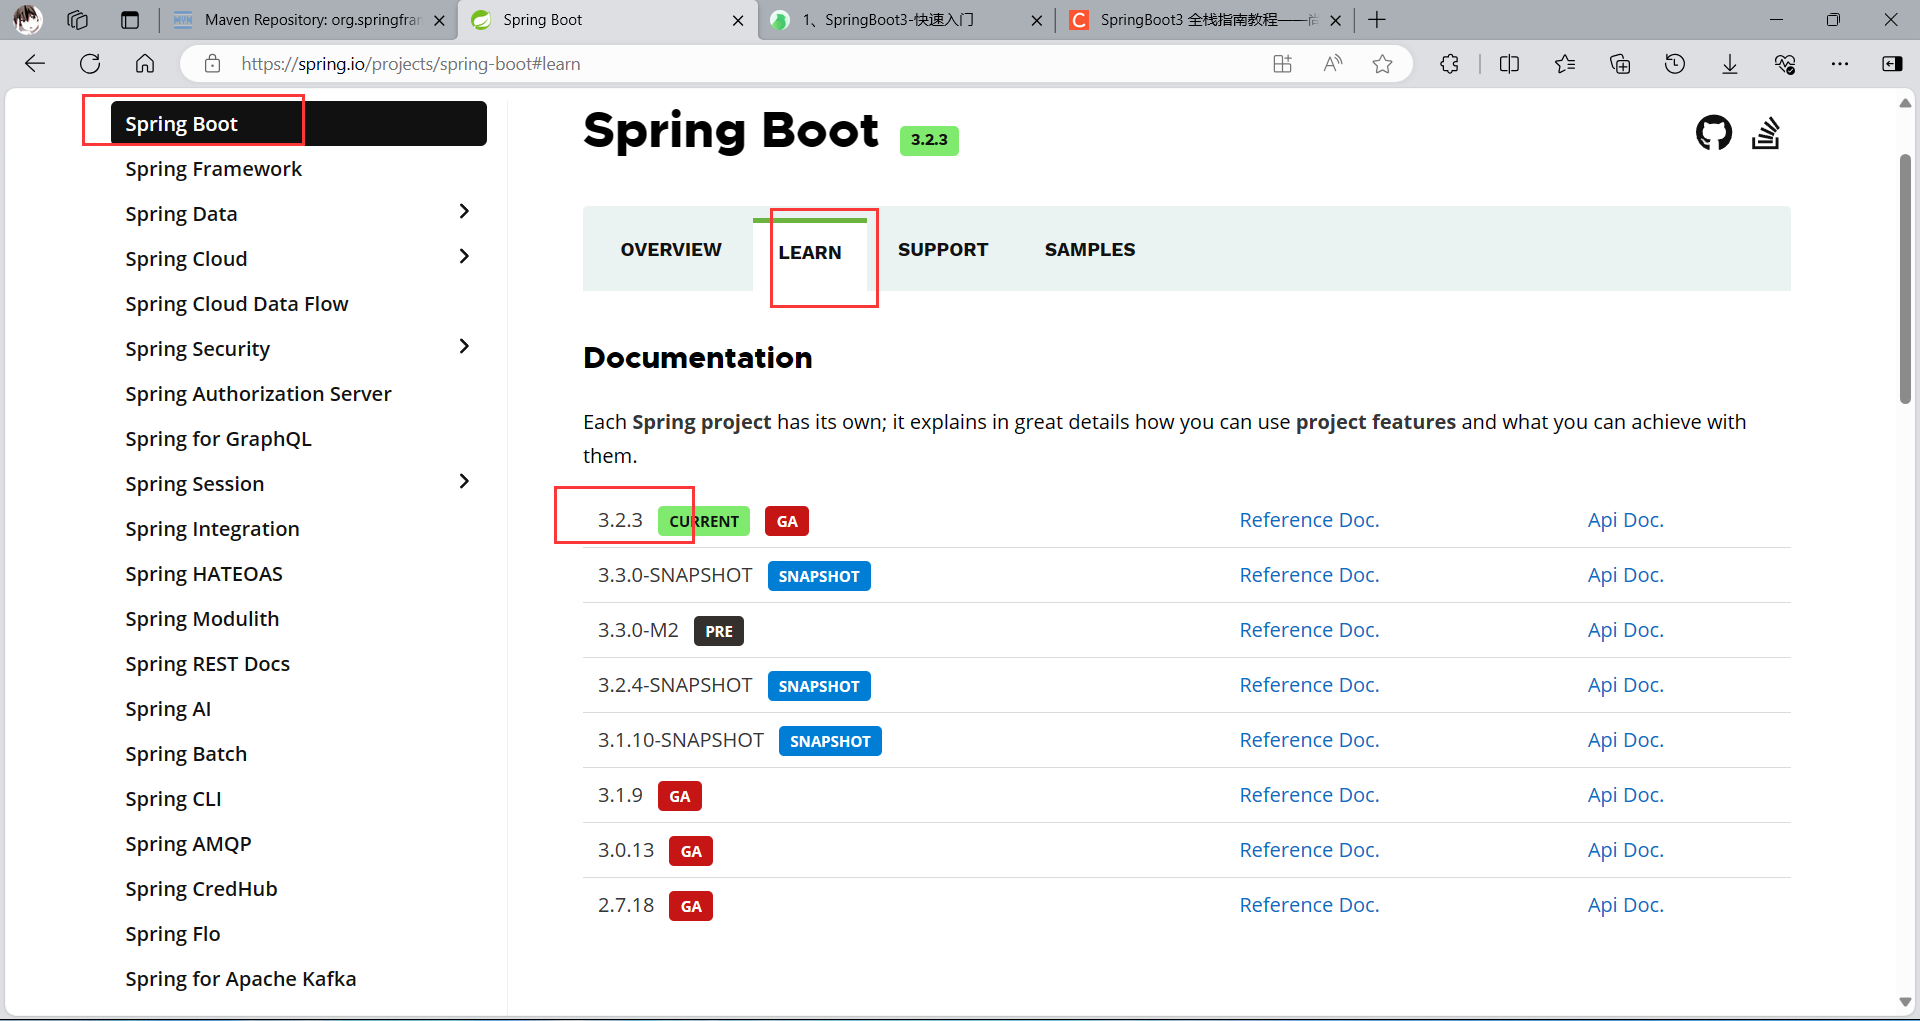 Maven Repository: org.springfrar
Spring Boot
1、SpringBoot3-快速入门
SpringBoot3 全栈指南教程——尚
https://spring.io/projects/spring-boot#learn
Spring Boot
Spring Framework
Spring Data
Spring Cloud
Spring Cloud Data Flow
Spring Security
Spring Authorization Server
Spring for GraphQL
Spring Session
Spring Integration
Spring HATEOAS
Spring Modulith
Spring REST Docs
Spring AI
Spring Batch
Spring CLI
Spring AMQP
Spring CredHub
Spring Flo
Spring for Apache Kafka
Spring Boot 3.2.3
OVERVIEW LEARN SUPPORT SAMPLES
Documentation
Each Spring project has its own; it explains in great details how you can use project features and what you can achieve with
them.
3.2.3 CURRENT GA Reference Doc. Api Doc.
3.3.0-SNAPSHOT SNAPSHOT Reference Doc. Api Doc.
3.3.0-M2 PRE Reference Doc. Api Doc.
3.2.4-SNAPSHOT SNAPSHOT Reference Doc. Api Doc.
3.1.10-SNAPSHOT SNAPSHOT Reference Doc. Api Doc.
3.1.9 GA Reference Doc. Api Doc.
3.0.13 GA Reference Doc. Api Doc.
2.7.18 GA Reference Doc. Api Doc.